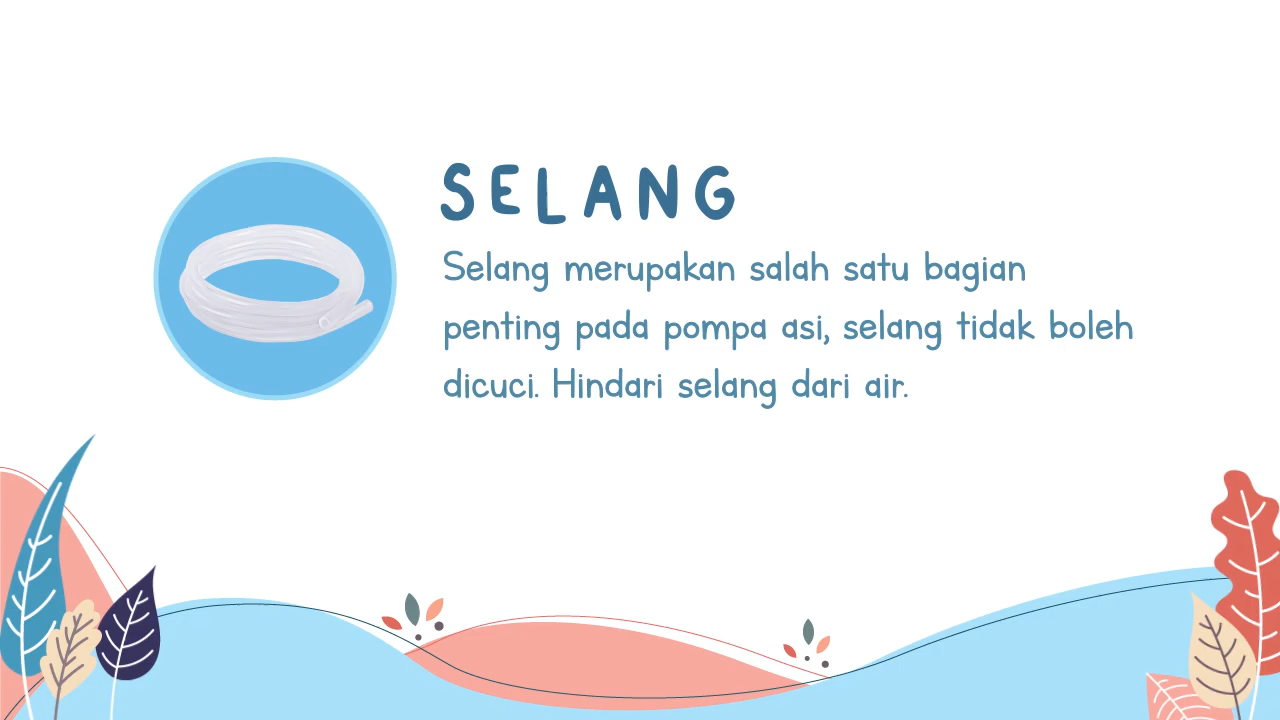 SELANG
Selang merupakan salah satu bagian
penting pada pompa asi, selang tidak boleh
dicuci. Hindari selang dari air.